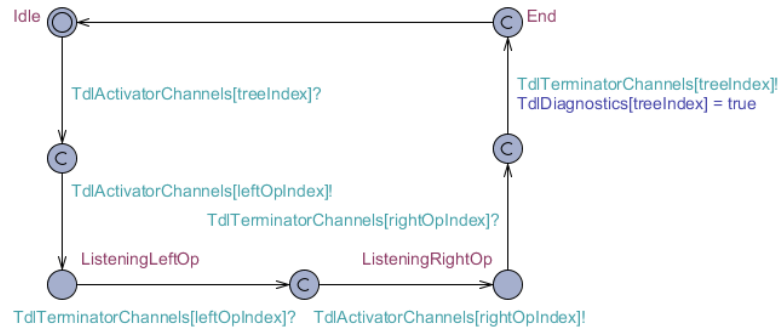 Idle
C
End
TdlActivatorChannels[treeIndex]?
TdlTerminatorChannels[treeIndex]!
TdlDiagnostics[treeIndex] = true
C
C
TdlActivatorChannels[leftOpIndex]!
TdlTerminatorChannels[rightOpIndex]?
ListeningLeftOp
ListeningRightOp
C
TdlTerminatorChannels[leftOpIndex]?
TdlActivatorChannels[rightOpIndex]!